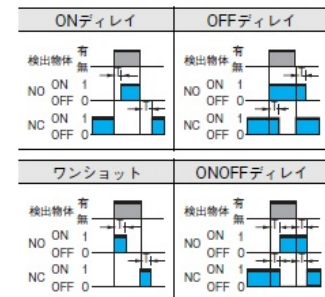 ONディレイ
OFFディレイ
検出物体 有
無
T
NO ON 1
OFF 0
T
NC ON 1
OFF 0
検出物体 有
無
T
NO ON 1
OFF 0
T
NC ON 1
OFF 0
ワンショット
ONOFFディレイ
検出物体 有
無
T
NO ON 1
OFF 0
T
NC ON 1
OFF 0
検出物体 有
無
T T
NO ON 1
OFF 0
T T
NC ON 1
OFF 0